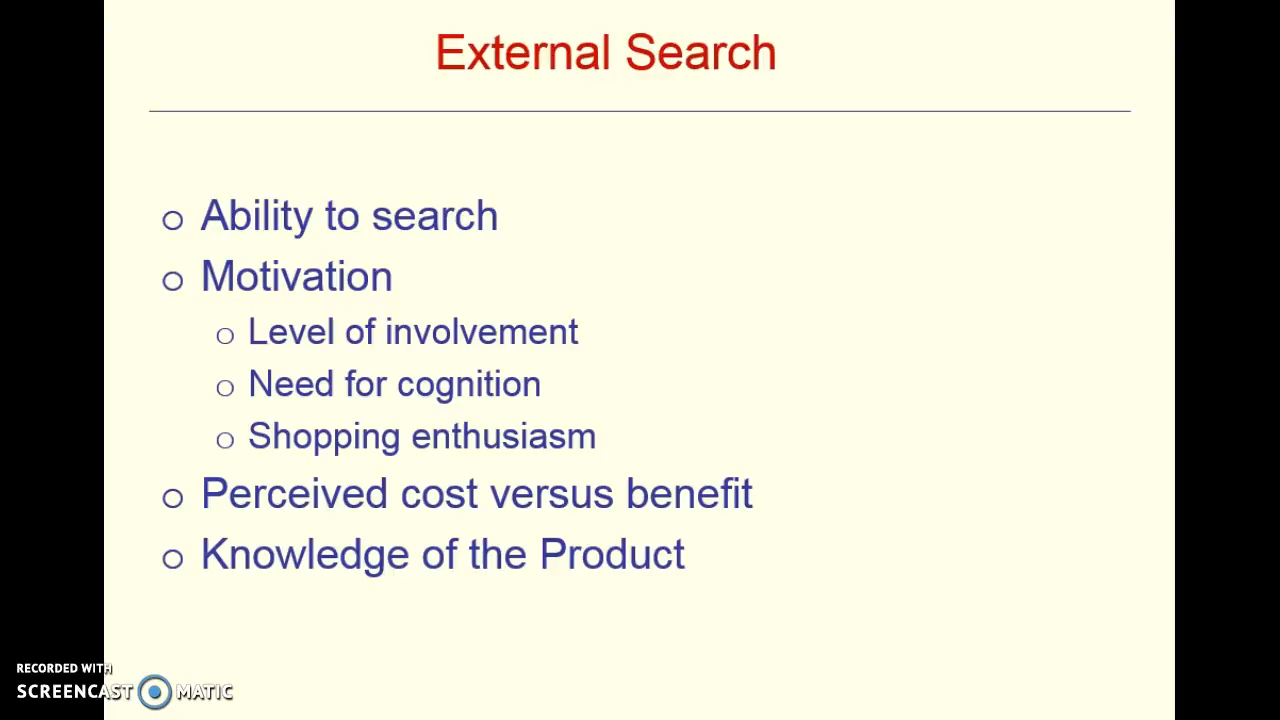 External Search
Ability to search
Motivation
Level of involvement
Need for cognition
Shopping enthusiasm
Perceived cost versus benefit
Knowledge of the Product
RECORDED WITH
SCREENCAST MATIC